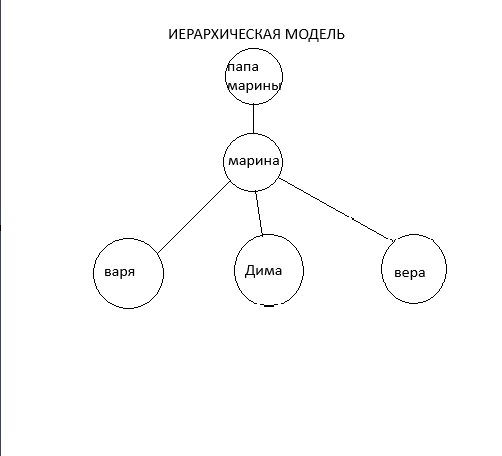 ИЕРАРХИЧЕСКАЯ МОДЕЛЬ
папа
марины
марина
варя
Дима
вера